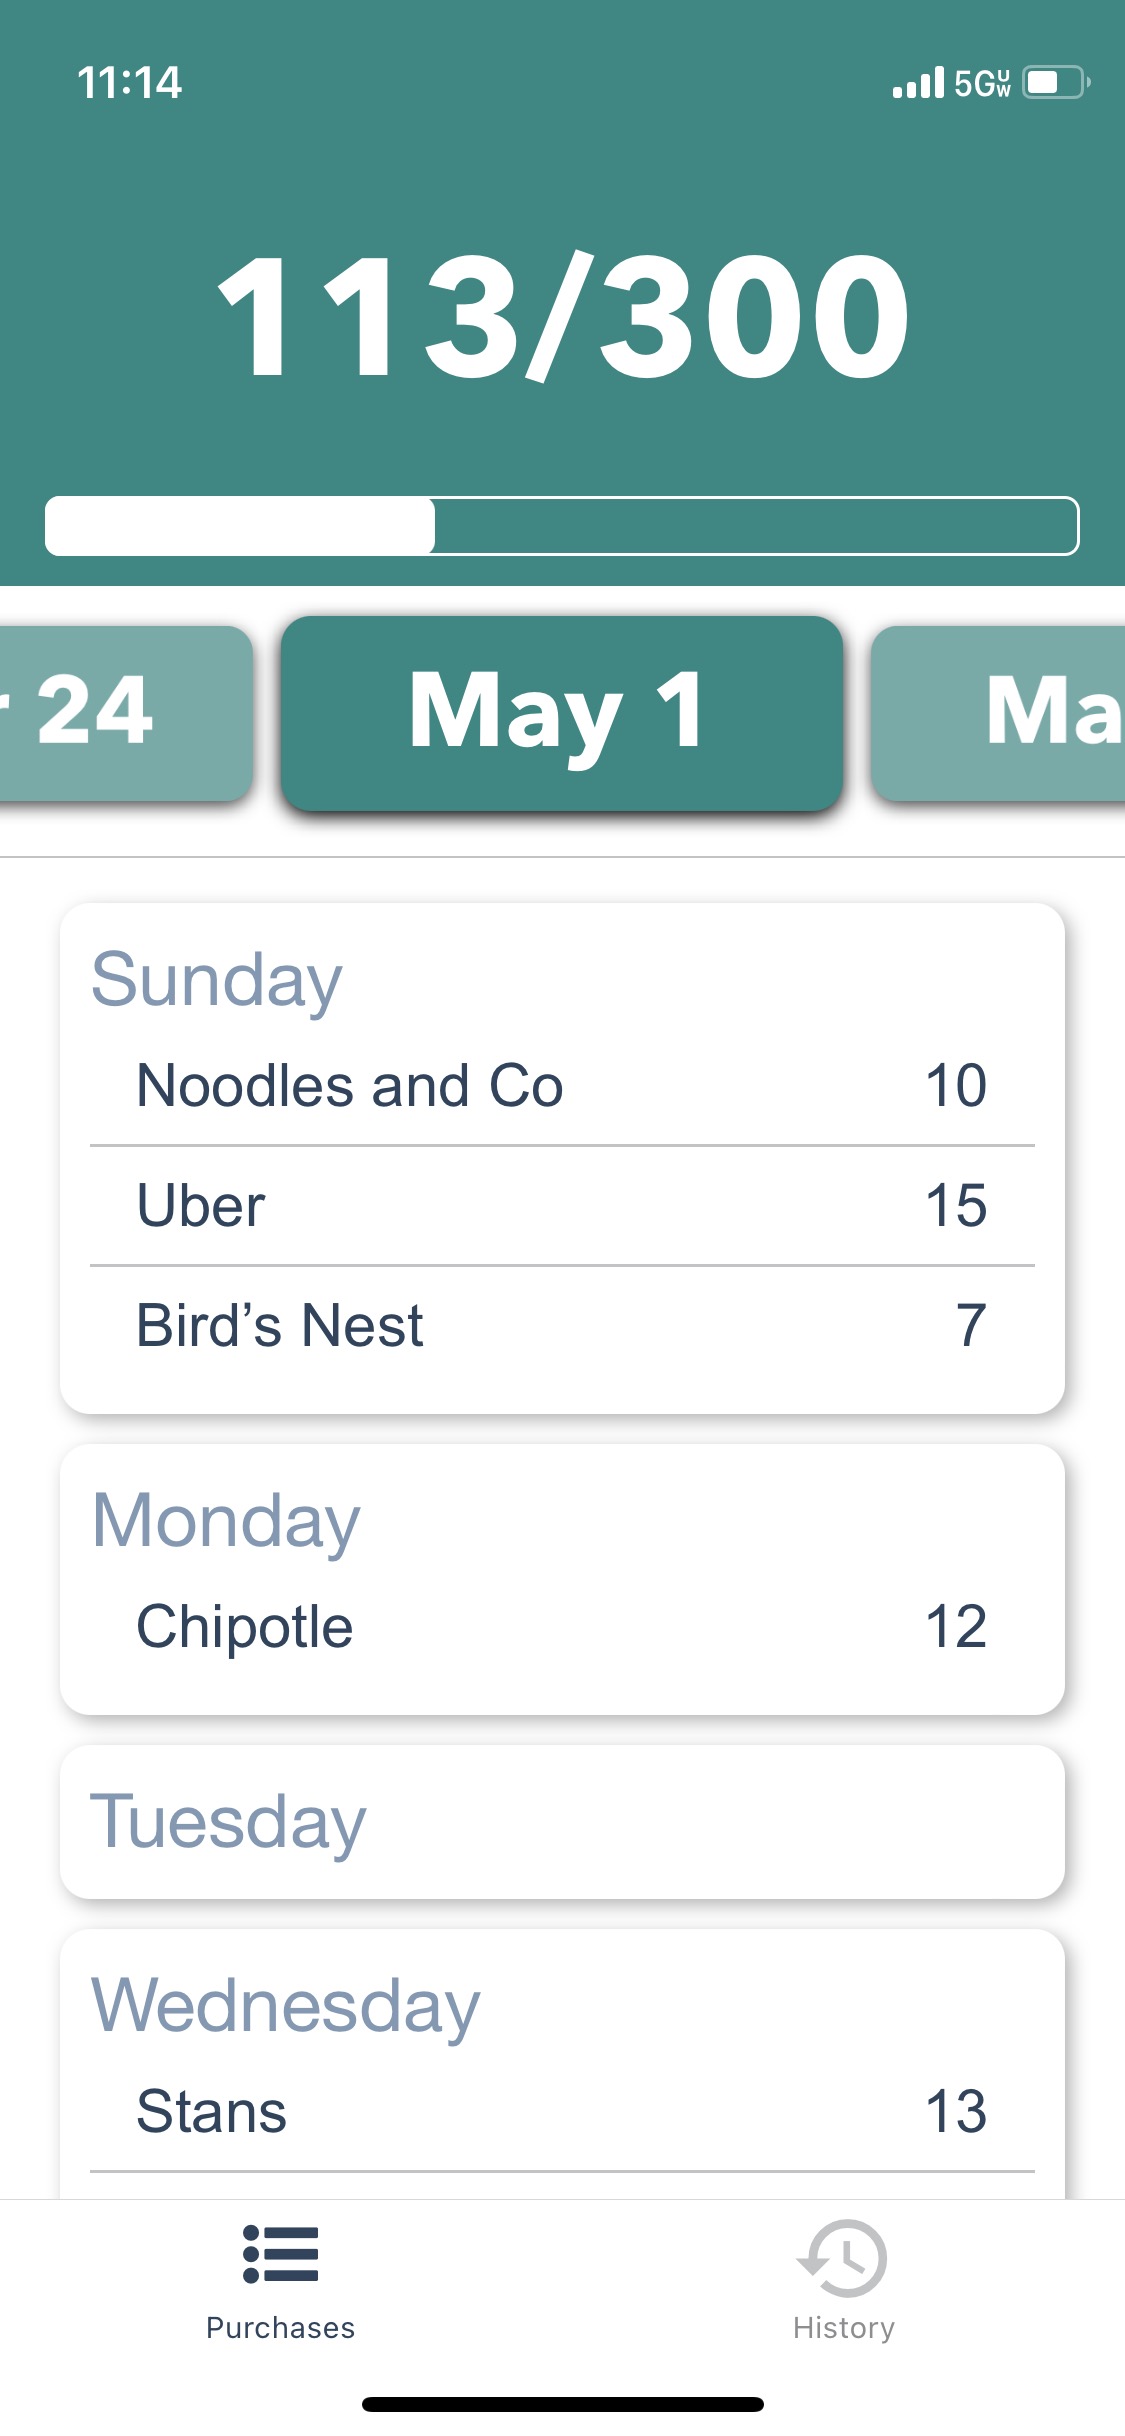 11:14
5G UW
113/300
24
May 1
Ma
Sunday
Noodles and Co 10
Uber 15
Bird’s Nest 7
Monday
Chipotle 12
Tuesday
Wednesday
Stans 13
Purchases
History